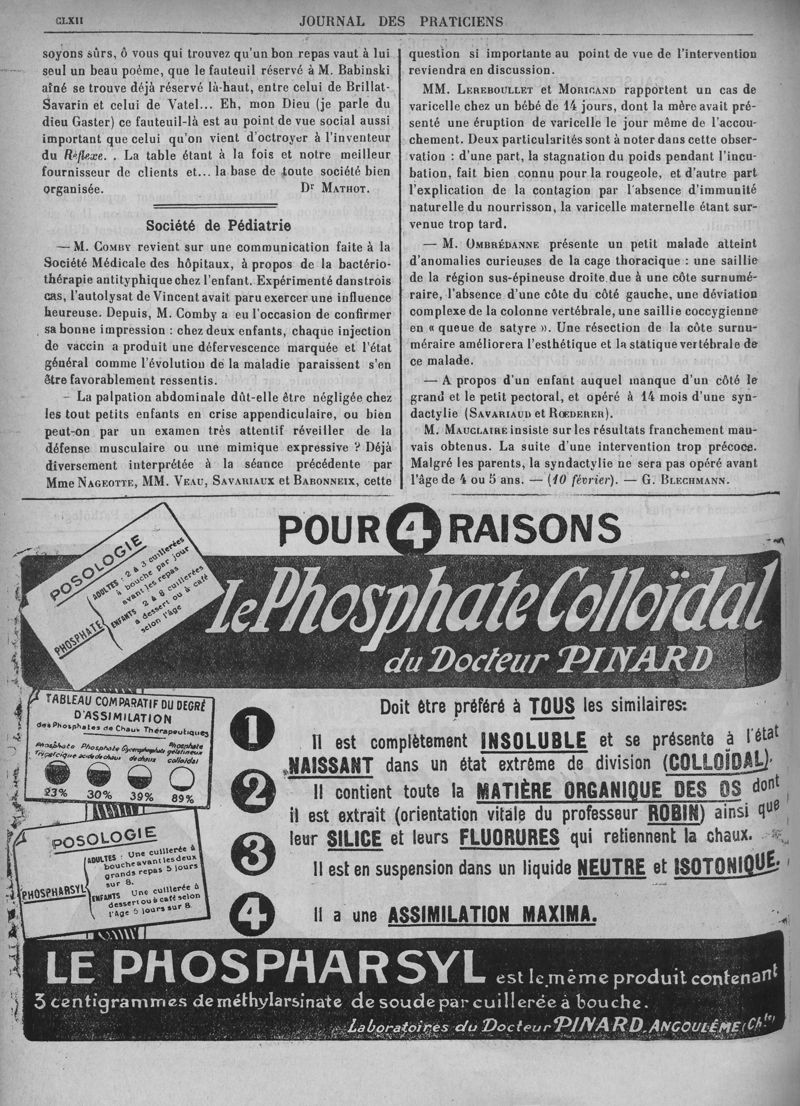 CLXII
JOURNAL DES PRATICIENS
soyons sûrs, ô vous qui trouvez qu'un bon repas vaut à lui
seul un beau poéme, que le fauteuil réservé à M. Babinski
aîné se trouve déjà réservé là-haut, entre celui de Brillat-
Savarin et celui de Vatel... Eh, mon Dieu (je parle du
dieu Gaster) ce fauteuil-là est au point de vue social aussi
important que celui qu'on vient d'octroyer à l'inventeur
du Réflexe. . La table étant à la fois et notre meilleur
fournisseur de clients et... la base de toute société bien
organisée. Dr MATHOT.
Société de Pédiatrie
— M. COMBY revient sur une communication faite à la
Société Médicale des hôpitaux, à propos de la bactério-
thérapie antityphique chez l'enfant. Expérimenté dans trois
cas, l'autolysat de Vincent avait paru exercer une influence
heureuse. Depuis, M. Comby a eu l'occasion de confirmer
sa bonne impression : chez deux enfants, chaque injection
de vaccin a produit une défervescence marquée et l'état
général comme l'évolution de la maladie paraissent s'en
être favorablement ressentis.
- La palpation abdominale dût-elle être négligée chez
les tout petits enfants en crise appendiculaire, ou bien
peut-on par un examen très attentif réveiller de la
défense musculaire ou une mimique expressive ? Déjà
diversement interprétée à la séance précédente par
Mme NAGEOTTE, MM. VEAU, SAVARIAUX et BABONNEIX, cette
question si importante au point de vue de l'intervention
reviendra en discussion.
MM. LEREBOULLET et MORICAND rapportent un cas de
varicelle chez un bébé de 14 jours, dont la mère avait pré-
senté une éruption de varicelle le jour même de l'accou-
chement. Deux particularités sont à noter dans cette obser-
vation : d'une part, la stagnation du poids pendant l'incu-
bation, fait bien connu pour la rougeole, et d'autre part
l'explication de la contagion par l'absence d'immunité
naturelle du nourrisson, la varicelle maternelle étant sur-
venue trop tard.
— M. OMBRÉDANNE présente un petit malade atteint
d'anomalies curieuses de la cage thoracique : une saillie
de la région sus-épineuse droite due à une côte surnumé-
raire, l'absence d'une côte du côté gauche, une déviation
complexe de la colonne vertébrale, une saillie coccygienne
en « queue de satyre ». Une résection de la côte surnu-
méraire améliorera l'esthétique et la statique vertébrale de
ce malade.
— A propos d'un enfant auquel manque d'un côté le
grand et le petit pectoral, et opéré à 14 mois d'une syn-
dactylie (SAVARIAUD et RŒDERER).
M. MAUCLAIRE insiste sur les résultats franchement mau-
vais obtenus. La suite d'une intervention trop précoce.
Malgré les parents, la syndactylie ne sera pas opéré avant
l'âge de 4 ou 5 ans. — (10 février). — G. BLECHMANN.
POUR 4 RAISONS
POSOLOGIE
PHOSPHATE
ADULTES : 2 à 3 cuillerées
à bouche par jour
avant les repas
ENFANTS 2 à 8 cuillerées
à dessert ou à café
selon l'âge
Le Phosphate Colloïdal
du Docteur PINARD
TABLEAU COMPARATIF DU DEGRÉ
D'ASSIMILATION
des Phosphates de Chaux Thérapeutiques
Phosphate Tripalcique
Phosphate acide de chaux
Glycerophosphate de chaux
Phosphate gélatineux colloïdal
23% 30% 39% 89%
POSOLOGIE
PHOSPHARSYL
ADULTES : Une cuillerée à
bouche avant les deux
grands repas 5 jours
sur 8.
ENFANTS Une cuillerée à
dessert ou à café selon
l'Age 5 jours sur 8.
Doit être préféré à TOUS les similaires:
1 Il est complètement INSOLUBLE et se présente à l'état
NAISSANT dans un état extrême de division (COLLOÏDAL).
2 Il contient toute la MATIÈRE ORGANIQUE DES OS dont
il est extrait (orientation vitale du professeur ROBIN) ainsi que
leur SILICE et leurs FLUORURES qui retiennent la chaux.
3 Il est en suspension dans un liquide NEUTRE et ISOTONIQUE.
4 Il a une ASSIMILATION MAXIMA.
LE PHOSPHARSYL est le même produit contenant
3 centigrammes de méthylarsinate de soude par cuillerée à bouche.
Laboratoires du Docteur PINARD, ANGOULÊME (Chte)